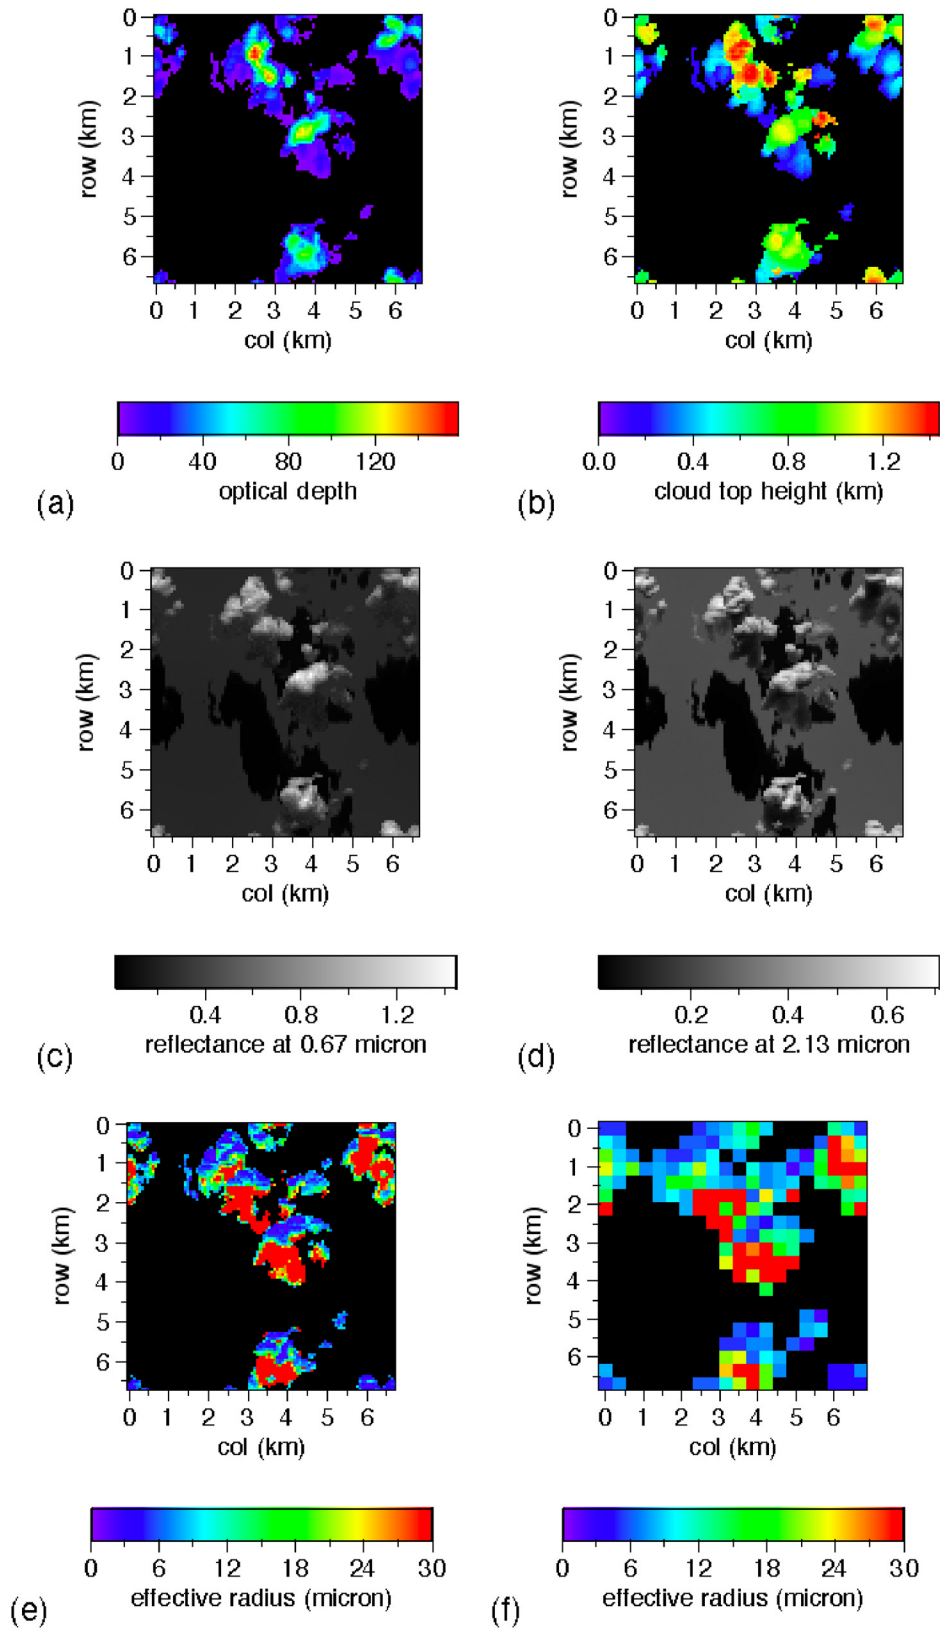 0
1
2
3
4
5
6
row (km)
0 1 2 3 4 5 6
col (km)
0 40 80 120
optical depth
(a)
0
1
2
3
4
5
6
row (km)
0 1 2 3 4 5 6
col (km)
0.0 0.4 0.8 1.2
cloud top height (km)
(b)
0
1
2
3
4
5
6
row (km)
0 1 2 3 4 5 6
col (km)
0.4 0.8 1.2
reflectance at 0.67 micron
(c)
0
1
2
3
4
5
6
row (km)
0 1 2 3 4 5 6
col (km)
0.2 0.4 0.6
reflectance at 2.13 micron
(d)
0
1
2
3
4
5
6
row (km)
0 1 2 3 4 5 6
col (km)
0 6 12 18 24 30
effective radius (micron)
(e)
0
1
2
3
4
5
6
row (km)
0 1 2 3 4 5 6
col (km)
0 6 12 18 24 30
effective radius (micron)
(f)